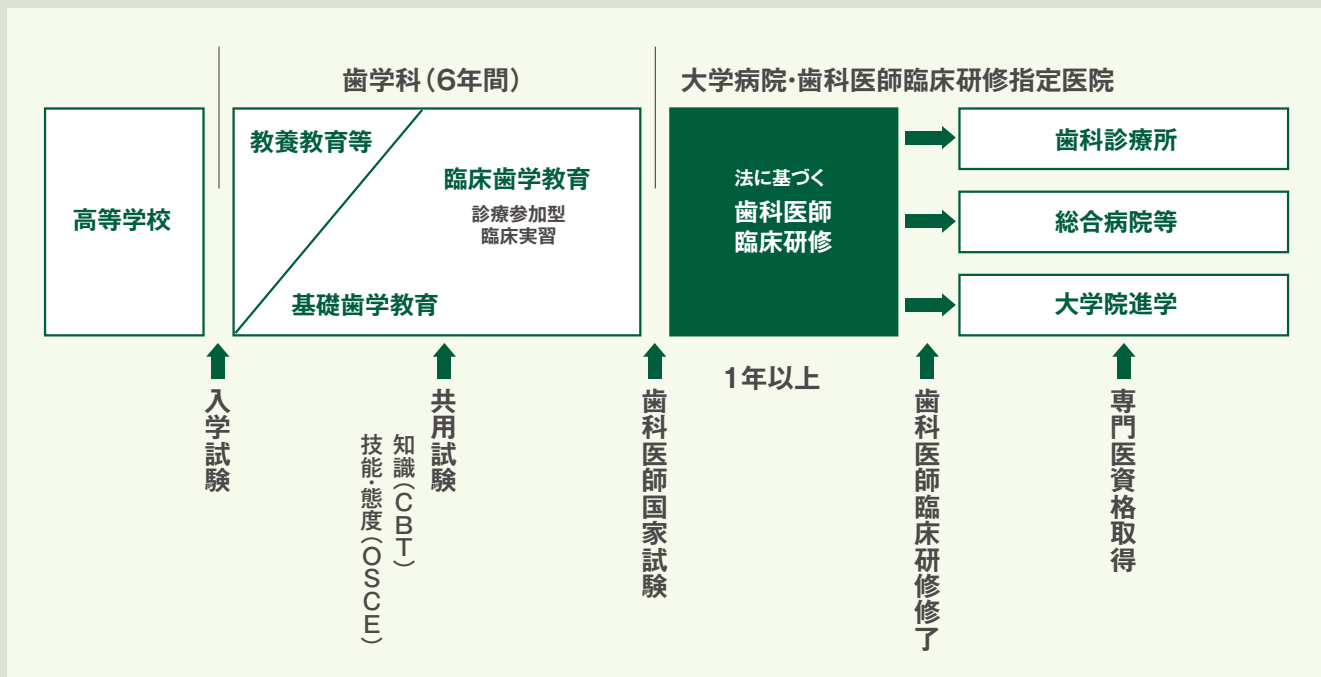 歯学科（6年間）
大学病院・歯科医師臨床研修指定医院
高等学校
教養教育等
臨床歯学教育
診療参加型
臨床実習
基礎歯学教育
法に基づく
歯科医師
臨床研修
歯科診療所
総合病院等
大学院進学
1年以上
入学試験
共用試験
知識（CBT）
技能・態度（OSCE）
歯科医師国家試験
歯科医師臨床研修修了
専門医資格取得